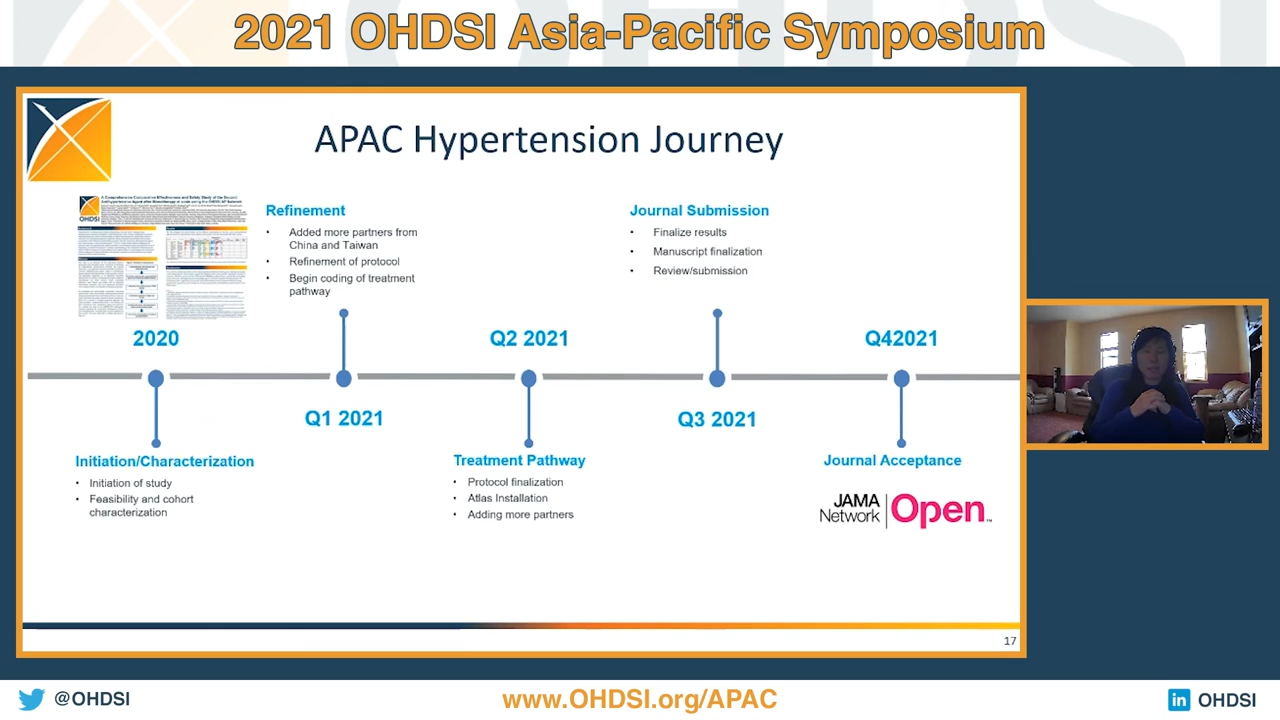 2021 OHDSI Asia-Pacific Symposium
APAC Hypertension Journey
OHDSI
Refinement
• Added more partners from
China and Taiwan
• Refinement of protocol
• Begin coding of treatment
pathway
Journal Submission
• Finalize results
• Manuscript finalization
• Review/submission
2020
Q2 2021
Q42021
Q1 2021
Q3 2021
Initiation/Characterization
• Initiation of study
• Feasibility and cohort
characterization
Treatment Pathway
• Protocol finalization
• Atlas Installation
• Adding more partners
Journal Acceptance
JAMA
Network
Open™
17
@OHDSI
www.OHDSI.org/APAC
in OHDSI